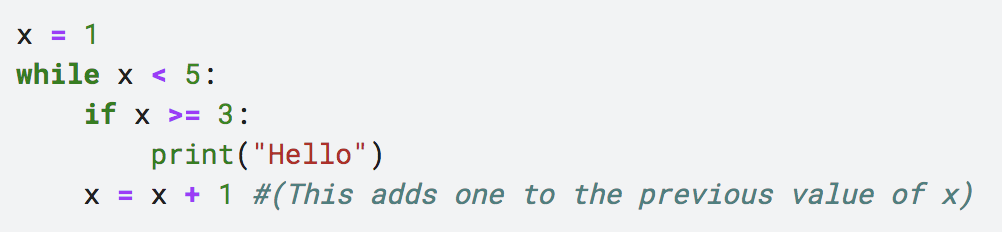 x = 1
while x < 5:
    if x >= 3:
        print("Hello")
    x = x + 1 #(This adds one to the previous value of x)